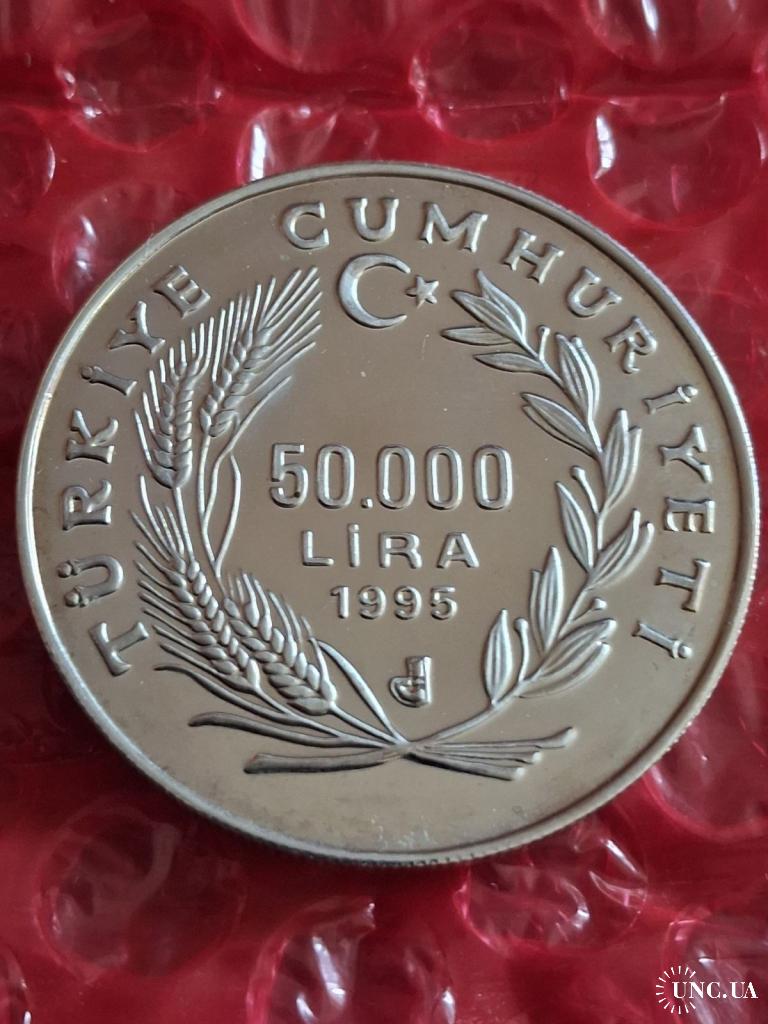 TÜRKİYE CUMHURİYETİ
50.000
LİRA
1995
UNC.UA